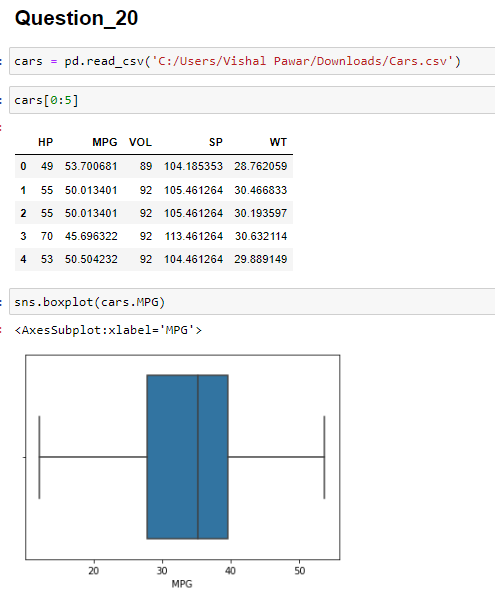 Question_20
: cars = pd.read_csv('C:/Users/Vishal Pawar/Downloads/Cars.csv')
: cars[0:5]
:
HP MPG VOL SP WT
0 49 53.700681 89 104.185353 28.762059
1 55 50.013401 92 105.461264 30.466833
2 55 50.013401 92 105.461264 30.193597
3 70 45.696322 92 113.461264 30.632114
4 53 50.504232 92 104.461264 29.889149
: sns.boxplot(cars.MPG)
: <AxesSubplot:xlabel='MPG'>
20 30 40 50
MPG